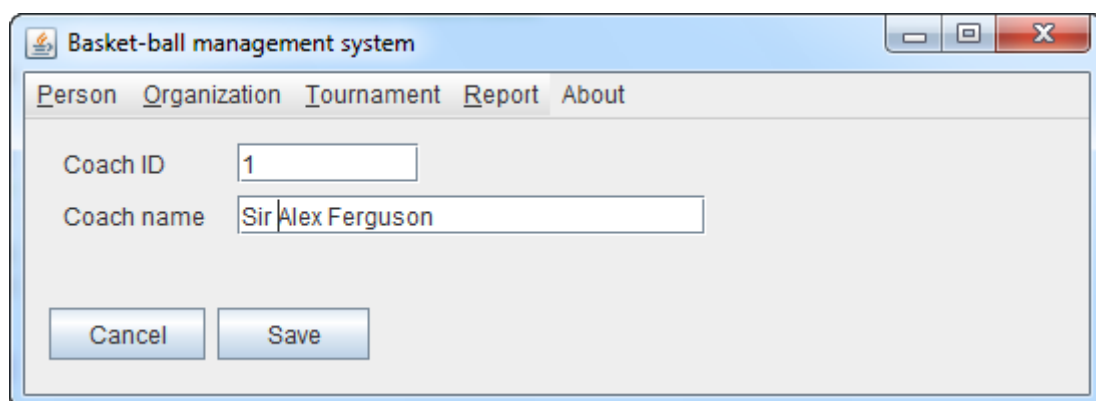 Basket-ball management system
Person Organization Tournament Report About
Coach ID 1
Coach name Sir Alex Ferguson
Cancel Save